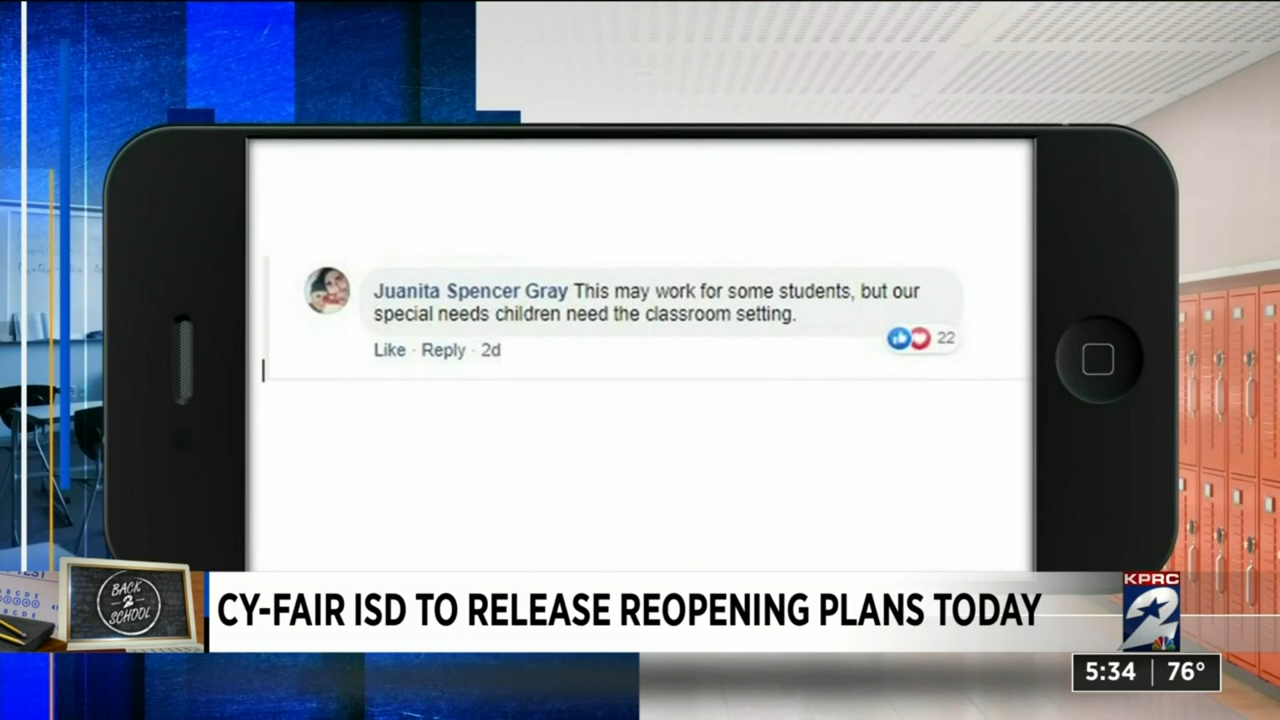 Juanita Spencer Gray This may work for some students, but our
special needs children need the classroom setting.
22
Like · Reply · 2d
BACK
2
SCHOOL
CY-FAIR ISD TO RELEASE REOPENING PLANS TODAY
KPRC
2
5:34 | 76°